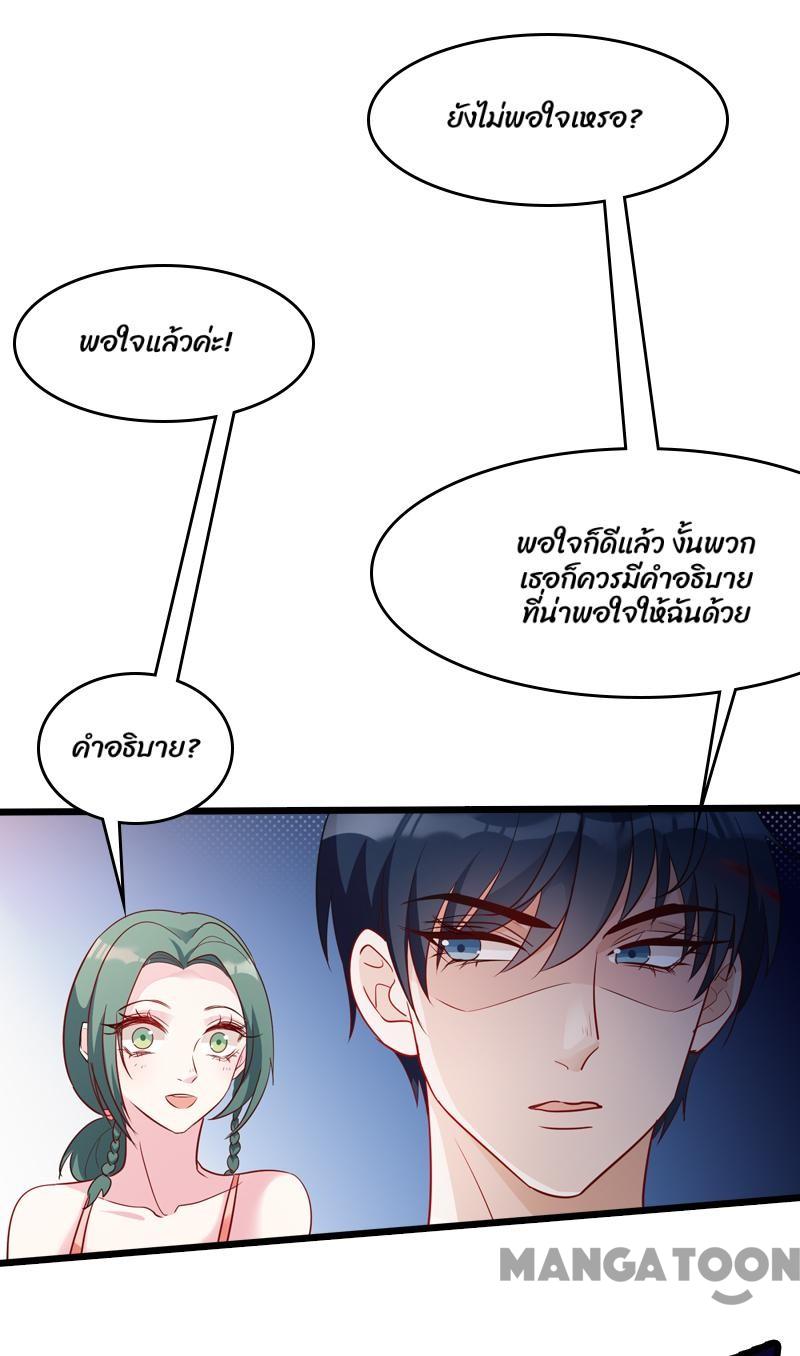 ยังไม่พอใจเหรอ?
พอใจแล้วค่ะ!
พอใจก็ดีแล้ว งั้นพวก
เธอก็ควรมีคำอธิบาย
ที่น่าพอใจให้ฉันด้วย
คำอธิบาย?
MANGATOON